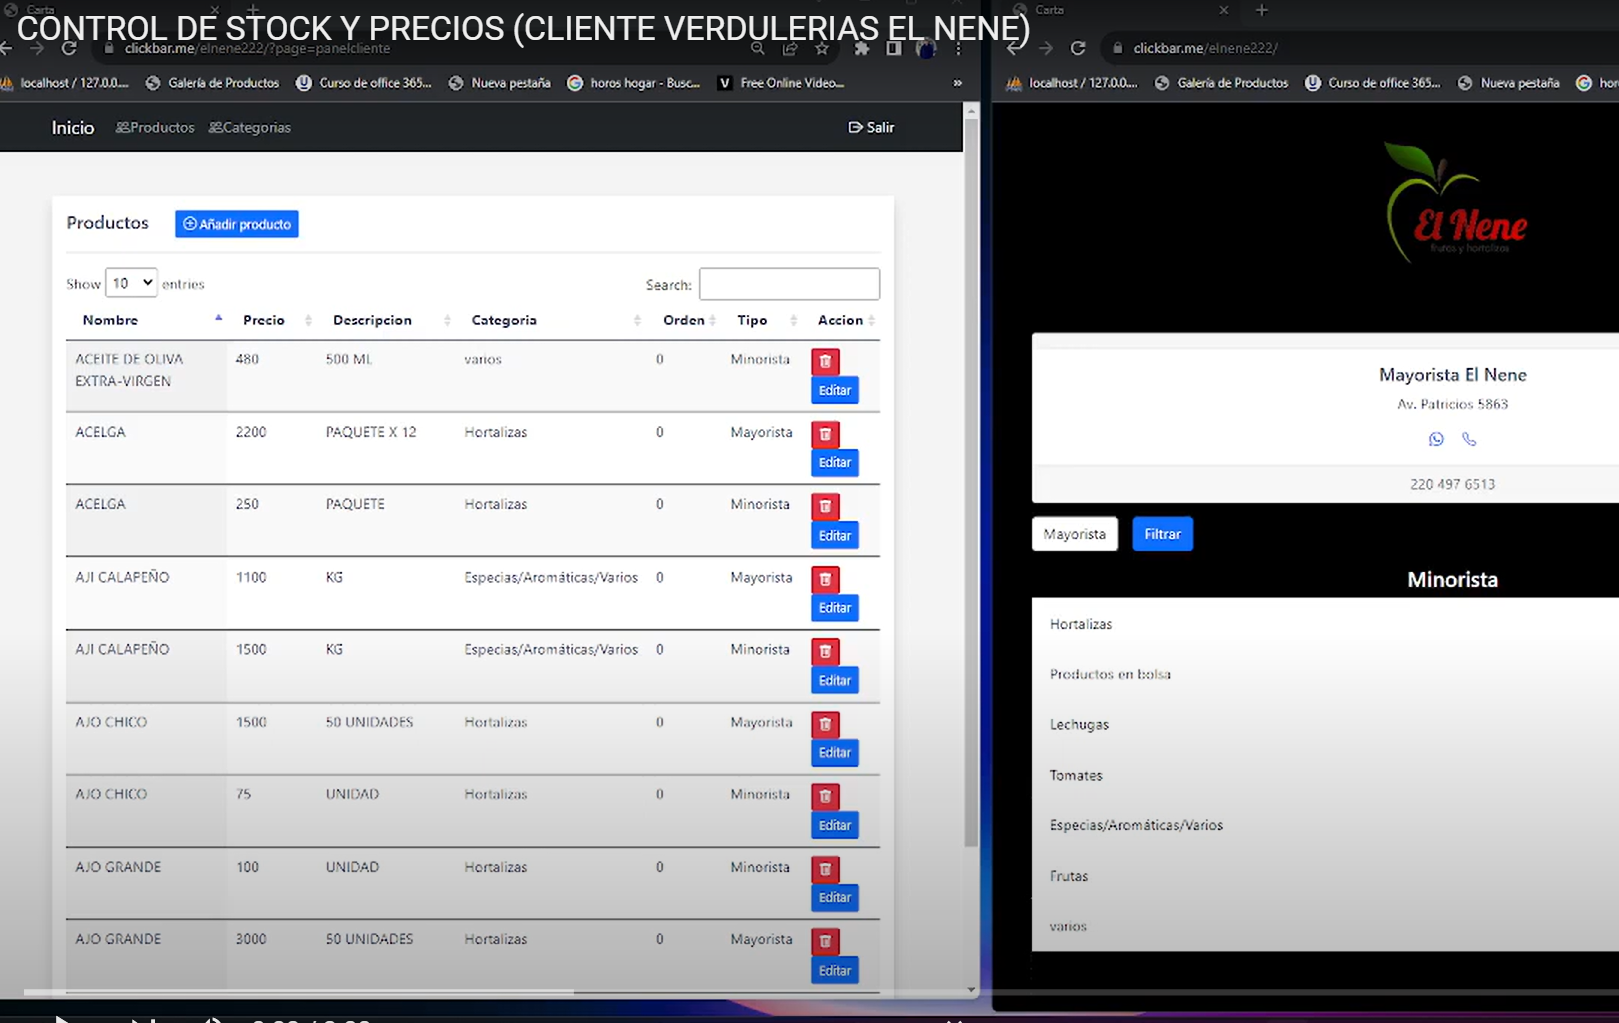 CONTROL DE STOCK Y PRECIOS (CLIENTE VERDULERIAS EL NENE)
Carta
clickbar.me/elnene222/?page=panelcliente
localhost / 127.0.0....
Galería de Productos
Curso de office 365...
Nueva pestaña
horos hogar - Busc...
Free Online Video...
»
Inicio
Productos
Categorias
Salir
Productos
Añadir producto
Show 10 entries
Search:
Nombre Precio Descripcion Categoria Orden Tipo Accion
ACEITE DE OLIVA EXTRA-VIRGEN 480 500 ML varios 0 Minorista
Editar
ACELGA 2200 PAQUETE X 12 Hortalizas 0 Mayorista
Editar
ACELGA 250 PAQUETE Hortalizas 0 Minorista
Editar
AJI CALAPEÑO 1100 KG Especias/Aromáticas/Varios 0 Mayorista
Editar
AJI CALAPEÑO 1500 KG Especias/Aromáticas/Varios 0 Minorista
Editar
AJO CHICO 1500 50 UNIDADES Hortalizas 0 Mayorista
Editar
AJO CHICO 75 UNIDAD Hortalizas 0 Minorista
Editar
AJO GRANDE 100 UNIDAD Hortalizas 0 Minorista
Editar
AJO GRANDE 3000 50 UNIDADES Hortalizas 0 Mayorista
Editar
Carta
clickbar.me/elnene222/
localhost / 127.0.0....
Galería de Productos
Curso de office 365...
Nueva pestaña
El Nene
frutas y hortalizas
Mayorista El Nene
Av. Patricios 5863
220 497 6513
Mayorista
Filtrar
Minorista
Hortalizas
Productos en bolsa
Lechugas
Tomates
Especias/Aromáticas/Varios
Frutas
varios